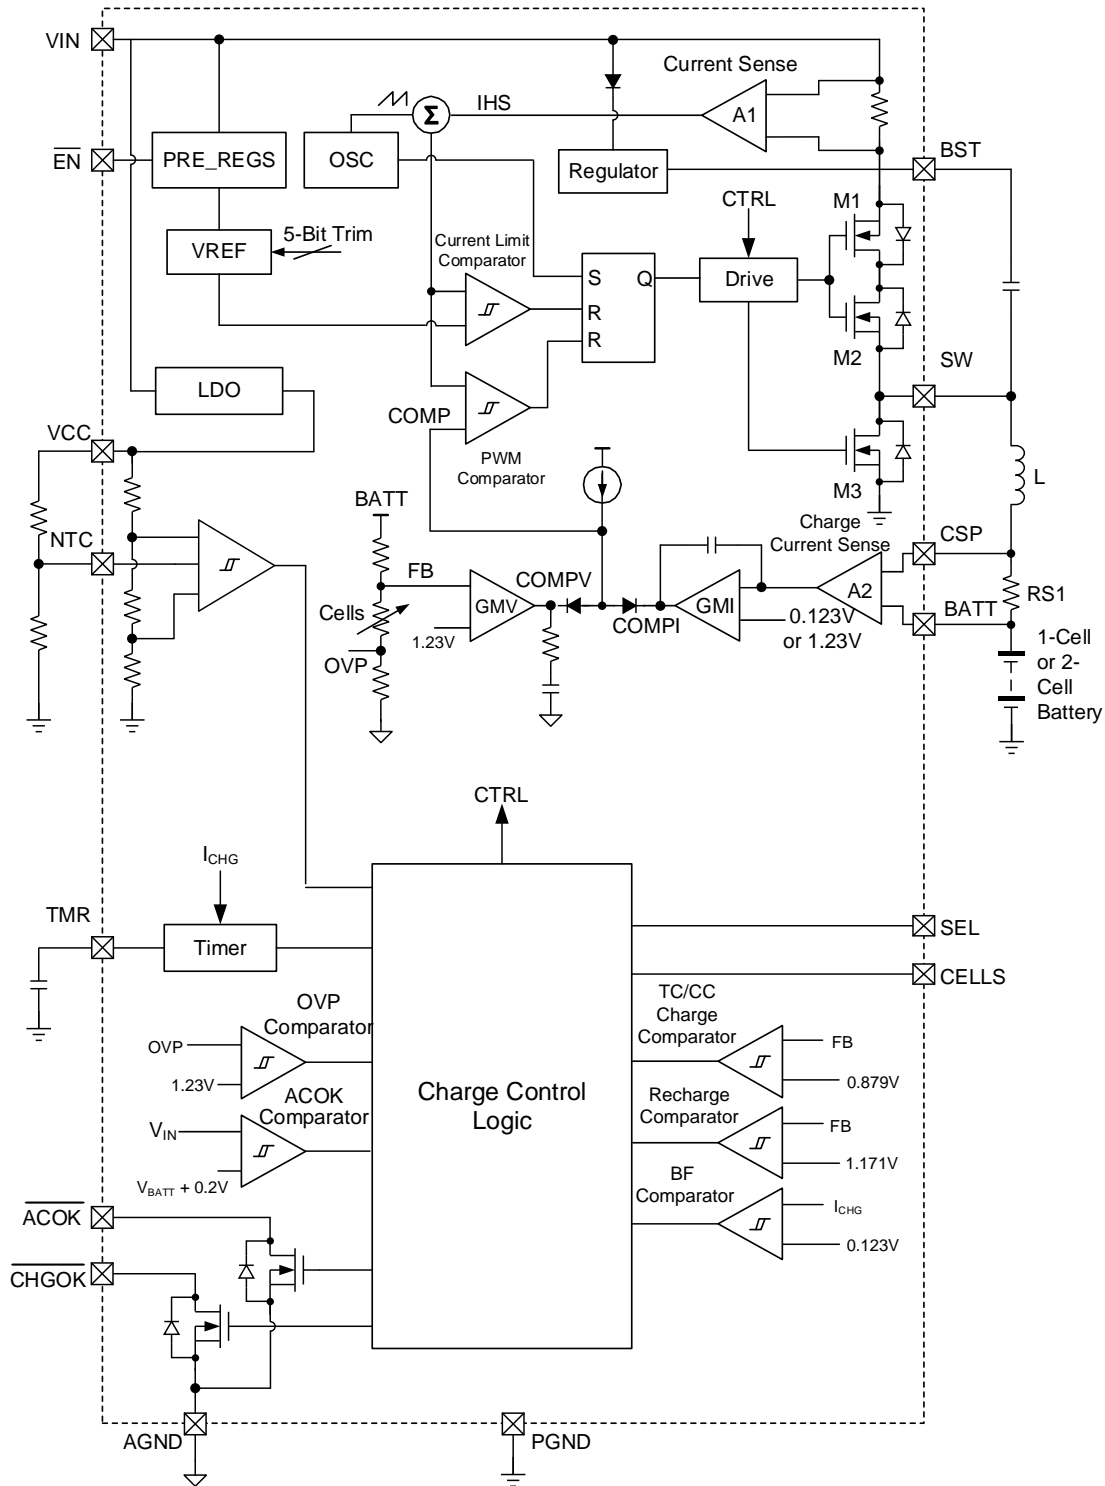 VIN
Current Sense
IHS
Σ
A1
EN
PRE_REGS
OSC
Regulator
BST
CTRL
M1
VREF
5-Bit Trim
Current Limit
Comparator
S
Q
Drive
R
R
M2
SW
LDO
COMP
VCC
PWM
Comparator
M3
L
BATT
NTC
Charge
Current Sense
CSP
FB
COMPV
A2
RS1
Cells
GMV
GMI
BATT
1.23V
COMPI
0.123V
or 1.23V
OVP
1-Cell
or 2-
Cell
Battery
CTRL
ICHG
TMR
Timer
SEL
CELLS
OVP
Comparator
TC/CC
Charge
Comparator
OVP
FB
1.23V
0.879V
Charge Control
Logic
ACOK
Comparator
Recharge
Comparator
VIN
FB
VBATT + 0.2V
1.171V
BF
Comparator
ACOK
ICHG
0.123V
CHGOK
AGND
PGND